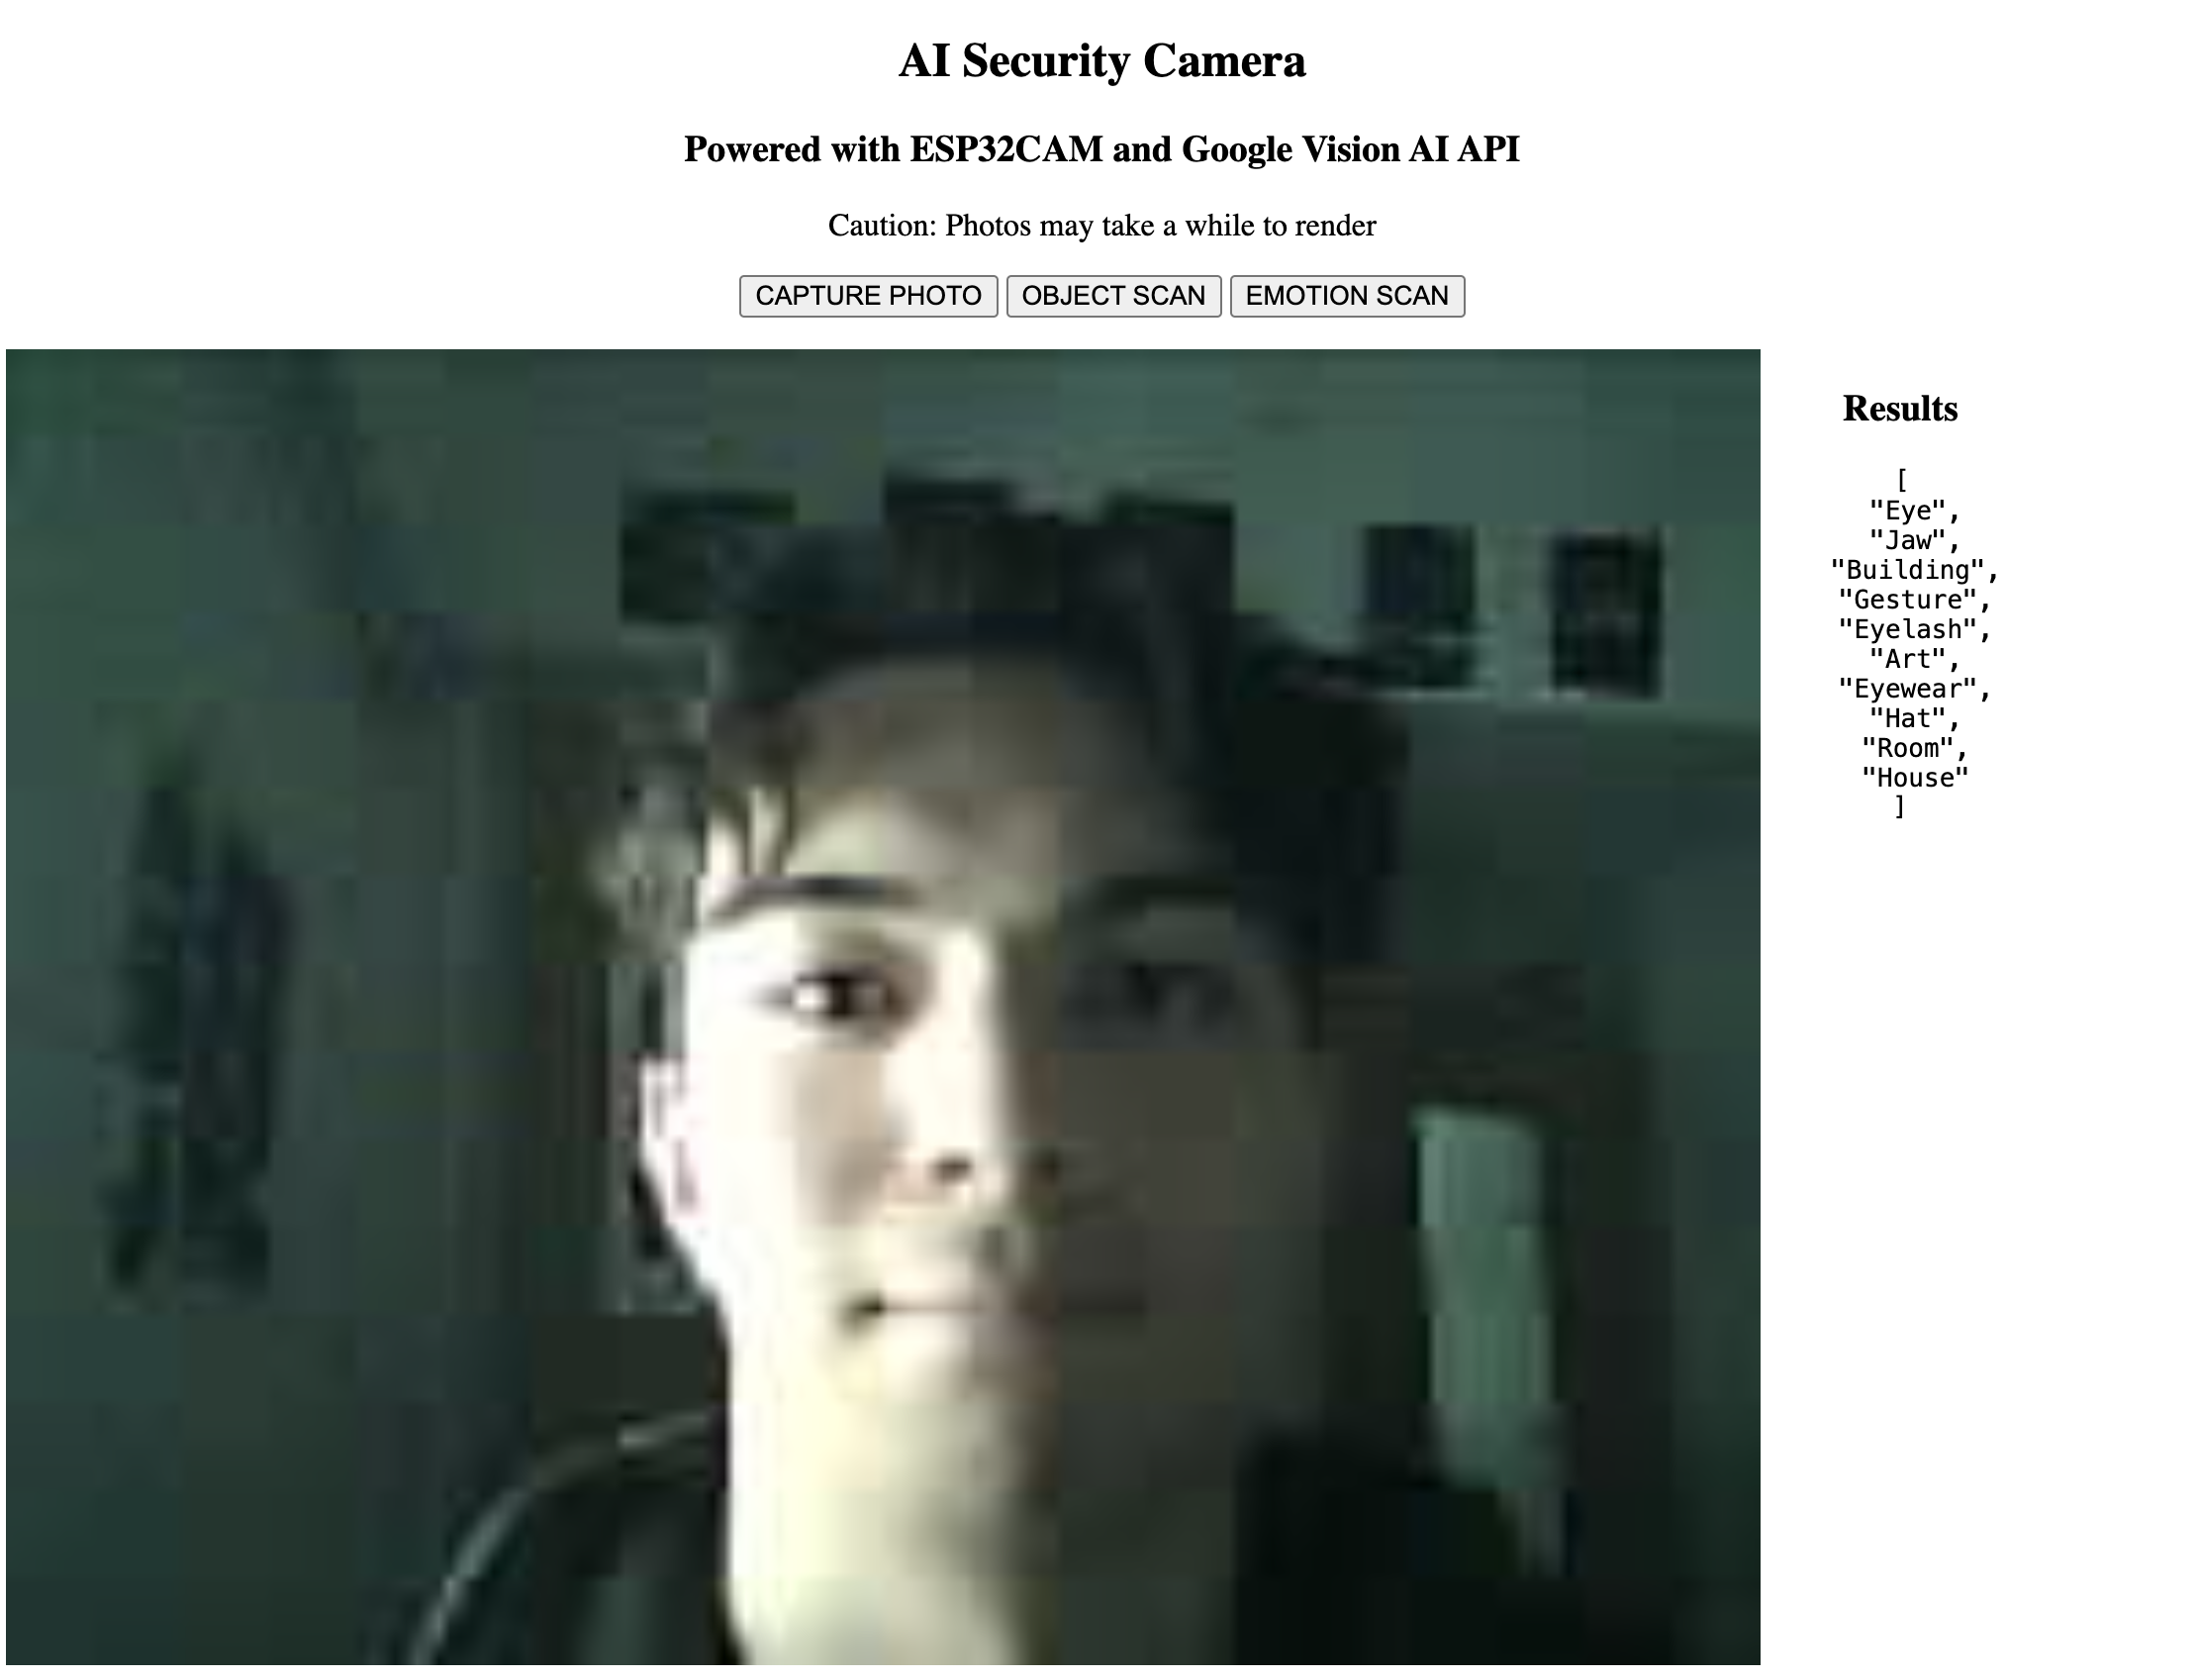 AI Security Camera
Powered with ESP32CAM and Google Vision AI API
Caution: Photos may take a while to render
CAPTURE PHOTO OBJECT SCAN EMOTION SCAN
Results
[
"Eye",
"Jaw",
"Building",
"Gesture",
"Eyelash",
"Art",
"Eyewear",
"Hat",
"Room",
"House"
]